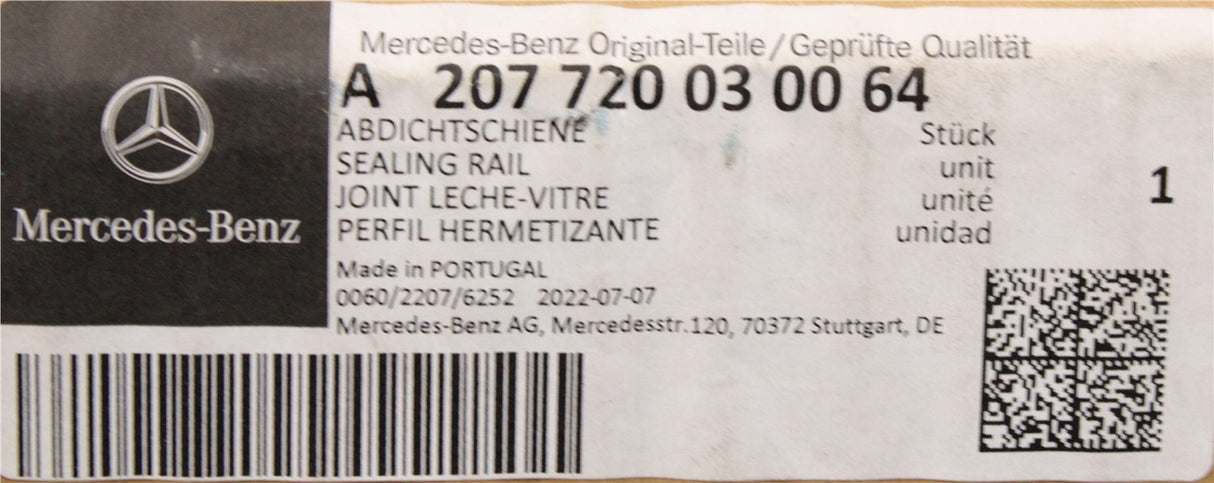 Mercedes-Benz
Mercedes-Benz Original-Teile/Geprüfte Qualität
A 207 720 03 00 64
ABDICHTSCHIENE Stück
SEALING RAIL unit
JOINT LECHE-VITRE unité
PERFIL HERMETIZANTE unidad
1
Made in PORTUGAL
0060/2207/6252 2022-07-07
Mercedes-Benz AG, Mercedesstr.120, 70372 Stuttgart, DE